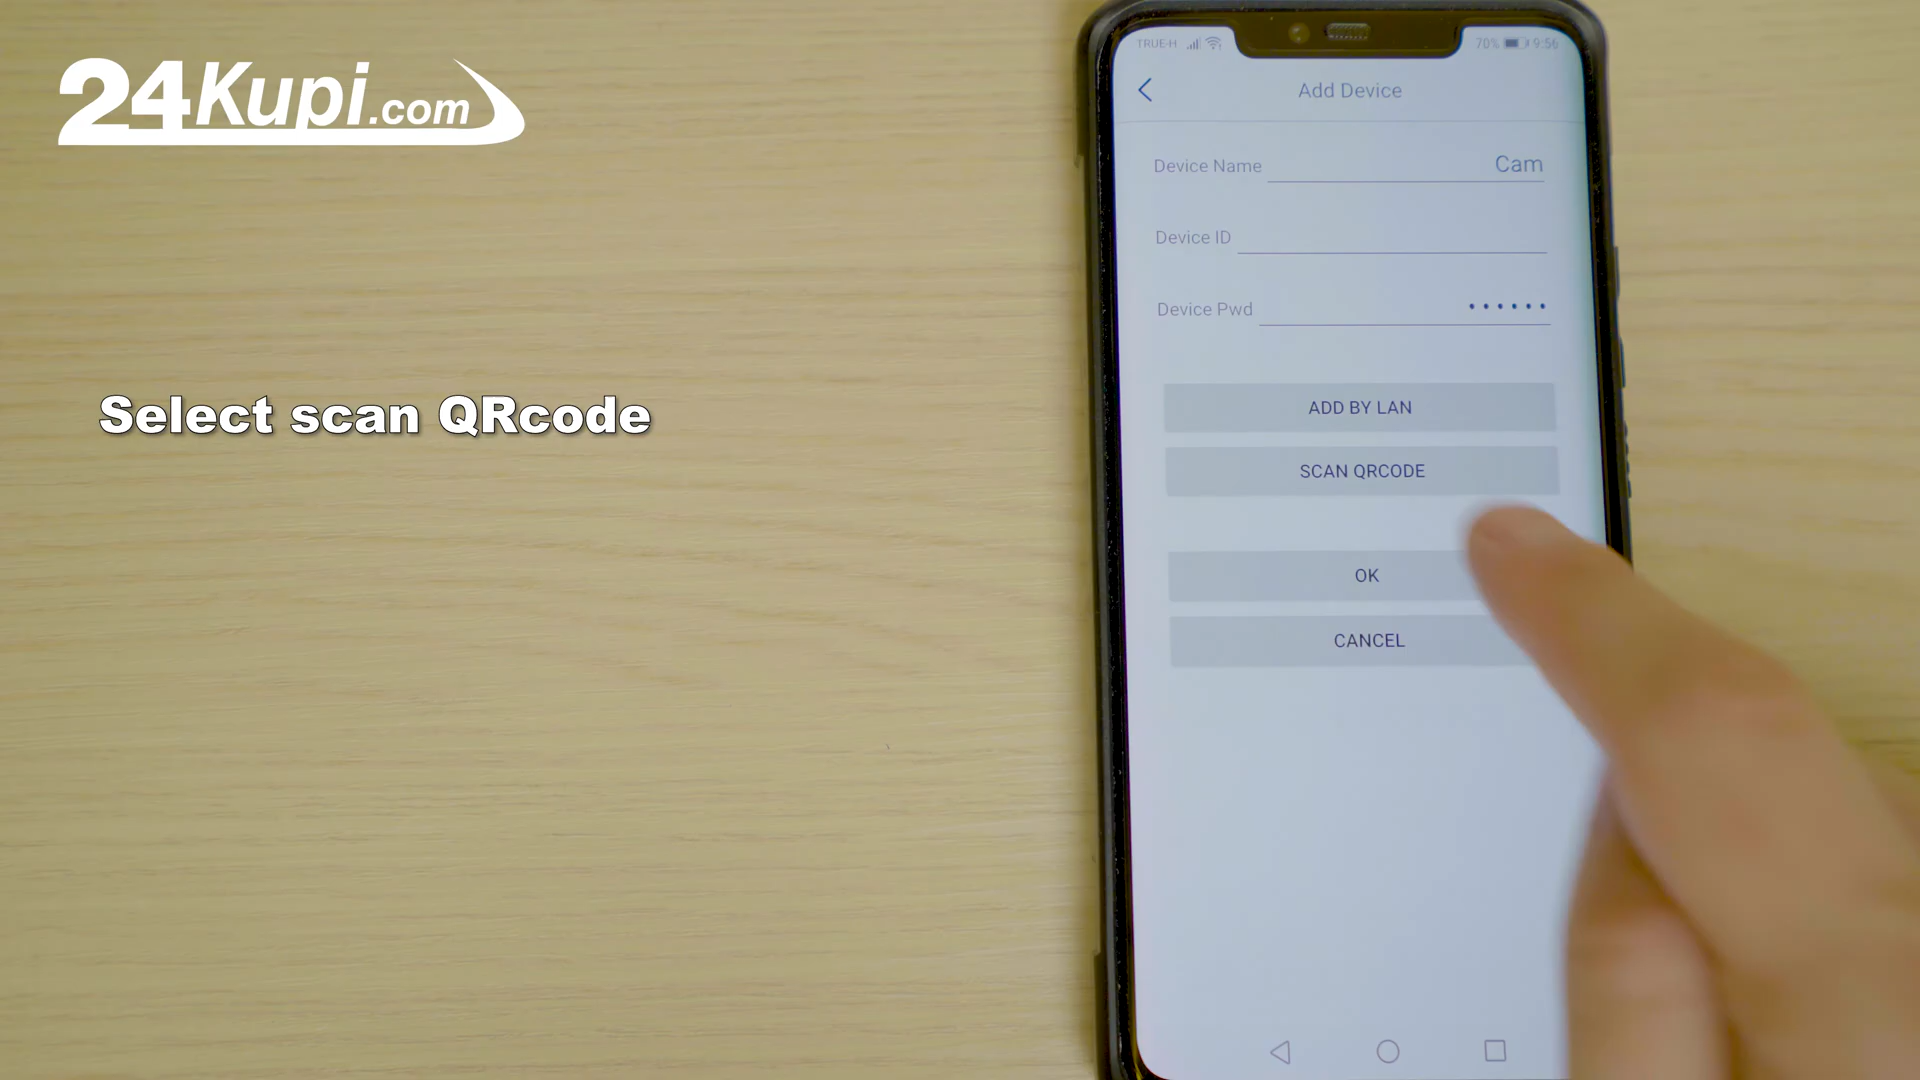 24Kupi.com
Select scan QRcode
TRUE-H 70% 9:56
Add Device
Device Name Cam
Device ID
Device Pwd ••••••
ADD BY LAN
SCAN QRCODE
OK
CANCEL